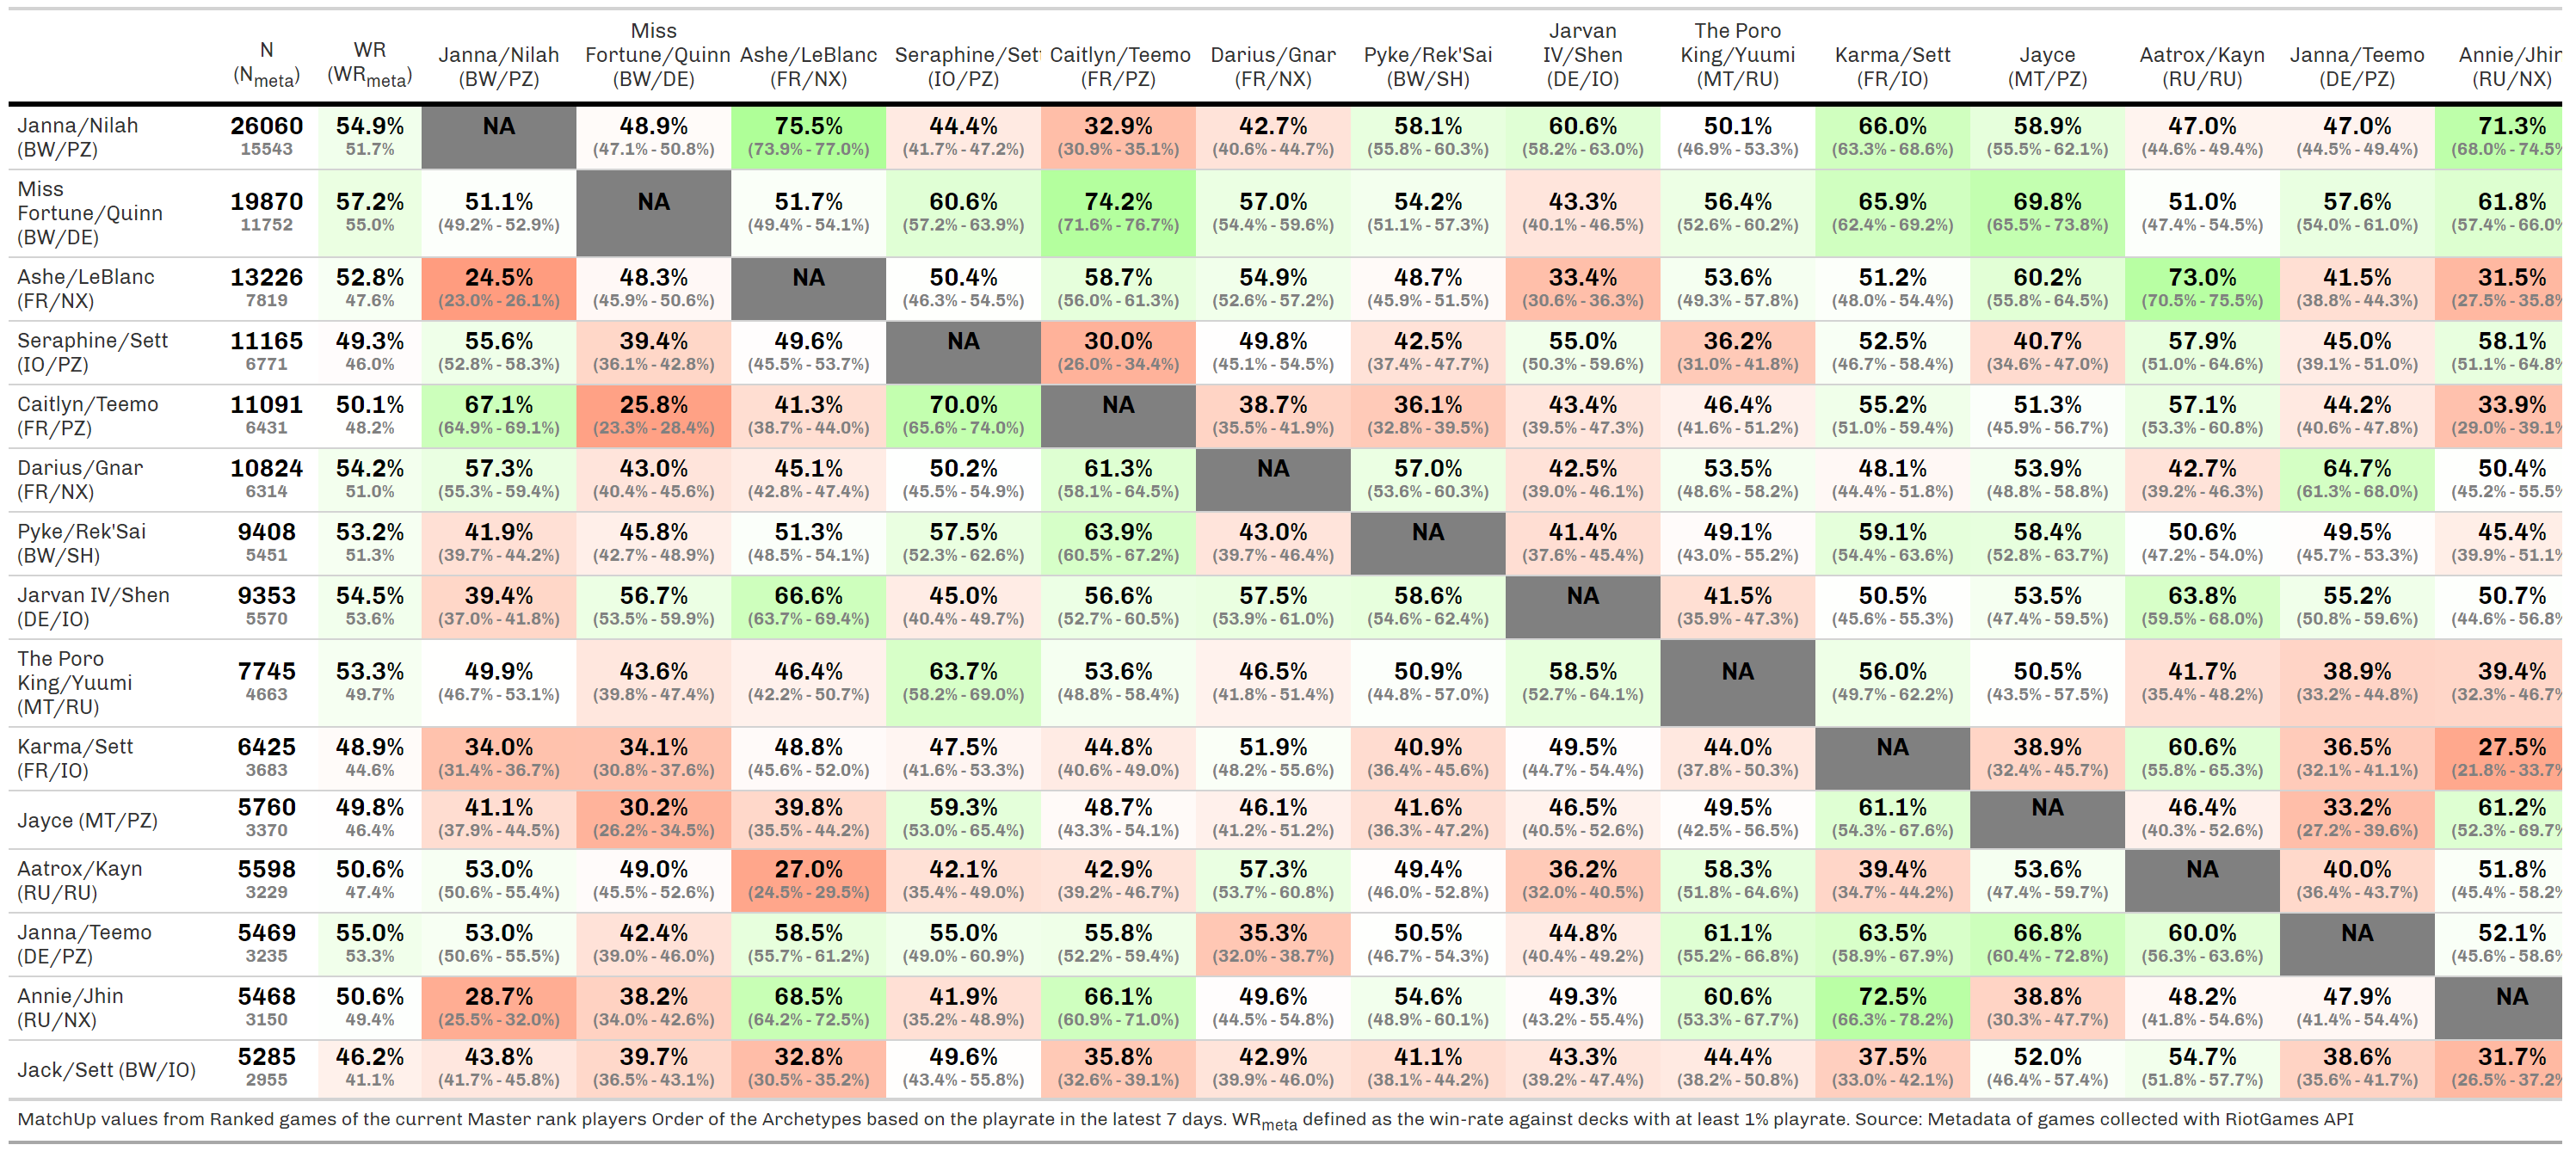 N (Nmeta) WR (WRmeta) Janna/Nilah (BW/PZ) Miss Fortune/Quinn (BW/DE) Ashe/LeBlanc (FR/NX) Seraphine/Sett (IO/PZ) Caitlyn/Teemo (FR/PZ) Darius/Gnar (FR/NX) Pyke/Rek'Sai (BW/SH) Jarvan IV/Shen (DE/IO) The Poro King/Yuumi (MT/RU) Karma/Sett (FR/IO) Jayce (MT/PZ) Aatrox/Kayn (RU/RU) Janna/Teemo (DE/PZ) Annie/Jhin (RU/NX)
Janna/Nilah 26060 54.9% NA 48.9% 75.5% 44.4% 32.9% 42.7% 58.1% 60.6% 50.1% 66.0% 58.9% 47.0% 47.0% 71.3%
(BW/PZ) 15543 51.7% (47.1% - 50.8%) (73.9% - 77.0%) (41.7% - 47.2%) (30.9% - 35.1%) (40.6% - 44.7%) (55.8% - 60.3%) (58.2% - 63.0%) (46.9% - 53.3%) (63.3% - 68.6%) (55.5% - 62.1%) (44.6% - 49.4%) (44.5% - 49.4%) (68.0% - 74.5%
Miss Fortune/Quinn 19870 57.2% 51.1% NA 51.7% 60.6% 74.2% 57.0% 54.2% 43.3% 56.4% 65.9% 69.8% 51.0% 57.6% 61.8%
(BW/DE) 11752 55.0% (49.2% - 52.9%) (49.4% - 54.1%) (57.2% - 63.9%) (71.6% - 76.7%) (54.4% - 59.6%) (51.1% - 57.3%) (40.1% - 46.5%) (52.6% - 60.2%) (62.4% - 69.2%) (65.5% - 73.8%) (47.4% - 54.5%) (54.0% - 61.0%) (57.4% - 66.0%
Ashe/LeBlanc 13226 52.8% 24.5% 48.3% NA 50.4% 58.7% 54.9% 48.7% 33.4% 53.6% 51.2% 60.2% 73.0% 41.5% 31.5%
(FR/NX) 7819 47.6% (23.0% - 26.1%) (45.9% - 50.6%) (46.3% - 54.5%) (56.0% - 61.3%) (52.6% - 57.2%) (45.9% - 51.5%) (30.6% - 36.3%) (49.3% - 57.8%) (48.0% - 54.4%) (55.8% - 64.5%) (70.5% - 75.5%) (38.8% - 44.3%) (27.5% - 35.8%
Seraphine/Sett 11165 49.3% 55.6% 39.4% 49.6% NA 30.0% 49.8% 42.5% 55.0% 36.2% 52.5% 40.7% 57.9% 45.0% 58.1%
(IO/PZ) 6771 46.0% (52.8% - 58.3%) (36.1% - 42.8%) (45.5% - 53.7%) (26.0% - 34.4%) (45.1% - 54.5%) (37.4% - 47.7%) (50.3% - 59.6%) (31.0% - 41.8%) (46.7% - 58.4%) (34.6% - 47.0%) (51.0% - 64.6%) (39.1% - 51.0%) (51.1% - 64.8%
Caitlyn/Teemo 11091 50.1% 67.1% 25.8% 41.3% 70.0% NA 38.7% 36.1% 43.4% 46.4% 55.2% 51.3% 57.1% 44.2% 33.9%
(FR/PZ) 6431 48.2% (64.9% - 69.1%) (23.3% - 28.4%) (38.7% - 44.0%) (65.6% - 74.0%) (35.5% - 41.9%) (32.8% - 39.5%) (39.5% - 47.3%) (41.6% - 51.2%) (51.0% - 59.4%) (45.9% - 56.7%) (53.3% - 60.8%) (40.6% - 47.8%) (29.0% - 39.1%
Darius/Gnar 10824 54.2% 57.3% 43.0% 45.1% 50.2% 61.3% NA 57.0% 42.5% 53.5% 48.1% 53.9% 42.7% 64.7% 50.4%
(FR/NX) 6314 51.0% (55.3% - 59.4%) (40.4% - 45.6%) (42.8% - 47.4%) (45.5% - 54.9%) (58.1% - 64.5%) (53.6% - 60.3%) (39.0% - 46.1%) (48.6% - 58.2%) (44.4% - 51.8%) (48.8% - 58.8%) (39.2% - 46.3%) (61.3% - 68.0%) (45.2% - 55.5%
Pyke/Rek'Sai 9408 53.2% 41.9% 45.8% 51.3% 57.5% 63.9% 43.0% NA 41.4% 49.1% 59.1% 58.4% 50.6% 49.5% 45.4%
(BW/SH) 5451 51.3% (39.7% - 44.2%) (42.7% - 48.9%) (48.5% - 54.1%) (52.3% - 62.6%) (60.5% - 67.2%) (39.7% - 46.4%) (37.6% - 45.4%) (43.0% - 55.2%) (54.4% - 63.6%) (52.8% - 63.7%) (47.2% - 54.0%) (45.7% - 53.3%) (39.9% - 51.1%
Jarvan IV/Shen 9353 54.5% 39.4% 56.7% 66.6% 45.0% 56.6% 57.5% 58.6% NA 41.5% 50.5% 53.5% 63.8% 55.2% 50.7%
(DE/IO) 5570 53.6% (37.0% - 41.8%) (53.5% - 59.9%) (63.7% - 69.4%) (40.4% - 49.7%) (52.7% - 60.5%) (53.9% - 61.0%) (54.6% - 62.4%) (35.9% - 47.3%) (45.6% - 55.3%) (47.4% - 59.5%) (59.5% - 68.0%) (50.8% - 59.6%) (44.6% - 56.8%
The Poro King/Yuumi 7745 53.3% 49.9% 43.6% 46.4% 63.7% 53.6% 46.5% 50.9% 58.5% NA 56.0% 50.5% 41.7% 38.9% 39.4%
(MT/RU) 4663 49.7% (46.7% - 53.1%) (39.8% - 47.4%) (42.2% - 50.7%) (58.2% - 69.0%) (48.8% - 58.4%) (41.8% - 51.4%) (44.8% - 57.0%) (52.7% - 64.1%) (49.7% - 62.2%) (43.5% - 57.5%) (35.4% - 48.2%) (33.2% - 44.8%) (32.3% - 46.7%
Karma/Sett 6425 48.9% 34.0% 34.1% 48.8% 47.5% 44.8% 51.9% 40.9% 49.5% 44.0% NA 38.9% 60.6% 36.5% 27.5%
(FR/IO) 3683 44.6% (31.4% - 36.7%) (30.8% - 37.6%) (45.6% - 52.0%) (41.6% - 53.3%) (40.6% - 49.0%) (48.2% - 55.6%) (36.4% - 45.6%) (44.7% - 54.4%) (37.8% - 50.3%) (32.4% - 45.7%) (55.8% - 65.3%) (32.1% - 41.1%) (21.8% - 33.7%
Jayce (MT/PZ) 5760 49.8% 41.1% 30.2% 39.8% 59.3% 48.7% 46.1% 41.6% 46.5% 49.5% 61.1% NA 46.4% 33.2% 61.2%
3370 46.4% (37.9% - 44.5%) (26.2% - 34.5%) (35.5% - 44.2%) (53.0% - 65.4%) (43.3% - 54.1%) (41.2% - 51.2%) (36.3% - 47.2%) (40.5% - 52.6%) (42.5% - 56.5%) (54.3% - 67.6%) (40.3% - 52.6%) (27.2% - 39.6%) (52.3% - 69.7%
Aatrox/Kayn 5598 50.6% 53.0% 49.0% 27.0% 42.1% 42.9% 57.3% 49.4% 36.2% 58.3% 39.4% 53.6% NA 40.0% 51.8%
(RU/RU) 3229 47.4% (50.6% - 55.4%) (45.5% - 52.6%) (24.5% - 29.5%) (35.4% - 49.0%) (39.2% - 46.7%) (53.7% - 60.8%) (46.0% - 52.8%) (32.0% - 40.5%) (51.8% - 64.6%) (34.7% - 44.2%) (47.4% - 59.7%) (36.4% - 43.7%) (45.4% - 58.2%
Janna/Teemo 5469 55.0% 53.0% 42.4% 58.5% 55.0% 55.8% 35.3% 50.5% 44.8% 61.1% 63.5% 66.8% 60.0% NA 52.1%
(DE/PZ) 3235 53.3% (50.6% - 55.5%) (39.0% - 46.0%) (55.7% - 61.2%) (49.0% - 60.9%) (52.2% - 59.4%) (32.0% - 38.7%) (46.7% - 54.3%) (40.4% - 49.2%) (55.2% - 66.8%) (58.9% - 67.9%) (60.4% - 72.8%) (56.3% - 63.6%) (45.6% - 58.6%
Annie/Jhin 5468 50.6% 28.7% 38.2% 68.5% 41.9% 66.1% 49.6% 54.6% 49.3% 60.6% 72.5% 38.8% 48.2% 47.9% NA
(RU/NX) 3150 49.4% (25.5% - 32.0%) (34.0% - 42.6%) (64.2% - 72.5%) (35.2% - 48.9%) (60.9% - 71.0%) (44.5% - 54.8%) (48.9% - 60.1%) (43.2% - 55.4%) (53.3% - 67.7%) (66.3% - 78.2%) (30.3% - 47.7%) (41.8% - 54.6%) (41.4% - 54.4%)
Jack/Sett (BW/IO) 5285 46.2% 43.8% 39.7% 32.8% 49.6% 35.8% 42.9% 41.1% 43.3% 44.4% 37.5% 52.0% 54.7% 38.6% 31.7%
2955 41.1% (41.7% - 45.8%) (36.5% - 43.1%) (30.5% - 35.2%) (43.4% - 55.8%) (32.6% - 39.1%) (39.9% - 46.0%) (38.1% - 44.2%) (39.2% - 47.4%) (38.2% - 50.8%) (33.0% - 42.1%) (46.4% - 57.4%) (51.8% - 57.7%) (35.6% - 41.7%) (26.5% - 37.2%
MatchUp values from Ranked games of the current Master rank players Order of the Archetypes based on the playrate in the latest 7 days. WRmeta defined as the win-rate against decks with at least 1% playrate. Source: Metadata of games collected with RiotGames API